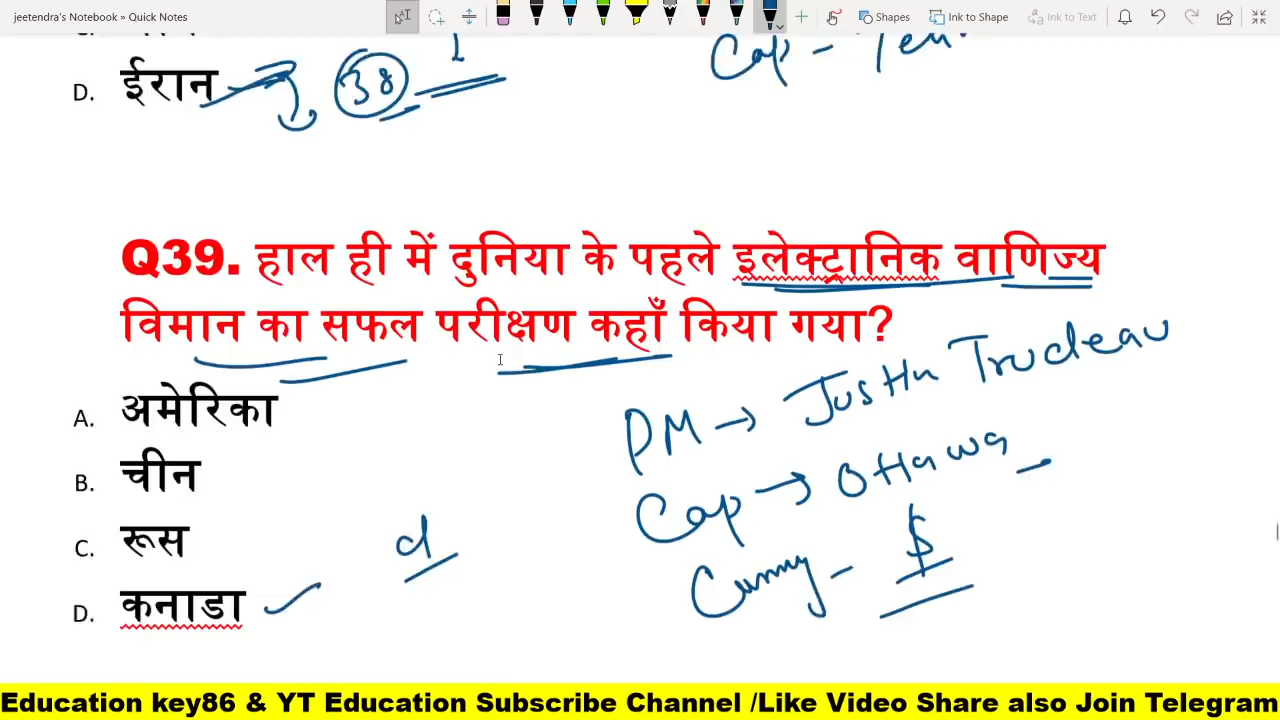 jeetendra's Notebook » Quick Notes
Shapes Ink to Shape Ink to Text
Cap -
D. ईरान 38
Q39. हाल ही में दुनिया के पहले इलेक्ट्रानिक वाणिज्य
विमान का सफल परीक्षण कहाँ किया गया?
PM → Justin Trudeau
A. अमेरिका
Cap → Ottawa
B. चीन
C. रूस d
$
D. कनाडा
Education key86 & YT Education Subscribe Channel /Like Video Share also Join Telegram